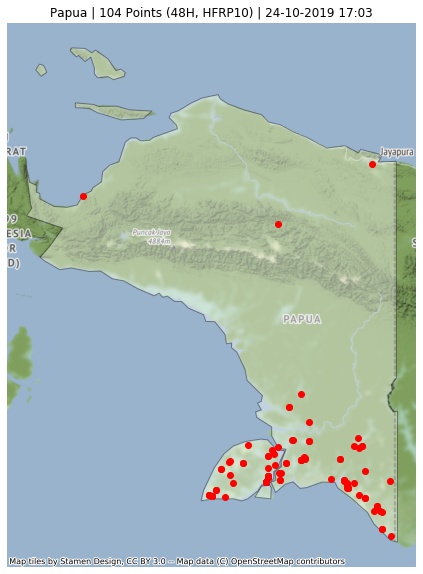 Papua | 104 Points (48H, HFRP10) | 24-10-2019 17:03
Jayapura
RAT
Puncak Jaya
4884m
ESIA
R
D)
S
PAPUA
Map tiles by Stamen Design, CC BY 3.0 -- Map data (C) OpenStreetMap contributors